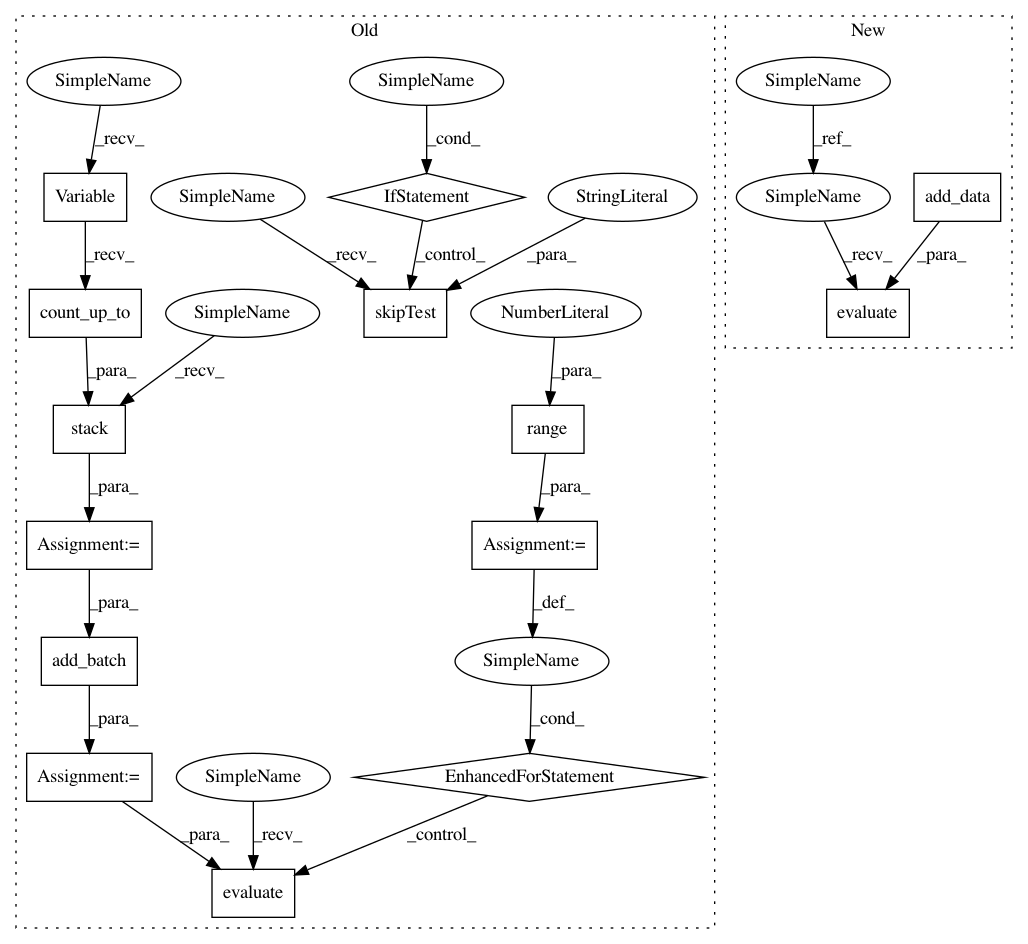 Old
New
SimpleName
SimpleName
SimpleName
_recv_
_cond_
_ref_
Variable
SimpleName
IfStatement
StringLiteral
SimpleName
add_data
_recv_
_recv_
_control_
_para_
_recv_
_para_
count_up_to
SimpleName
skipTest
NumberLiteral
evaluate
_para_
_recv_
_para_
stack
range
_para_
_para_
Assignment:=
Assignment:=
_para_
_def_
add_batch
SimpleName
_para_
_cond_
Assignment:=
SimpleName
EnhancedForStatement
_para_
_recv_
_control_
evaluate